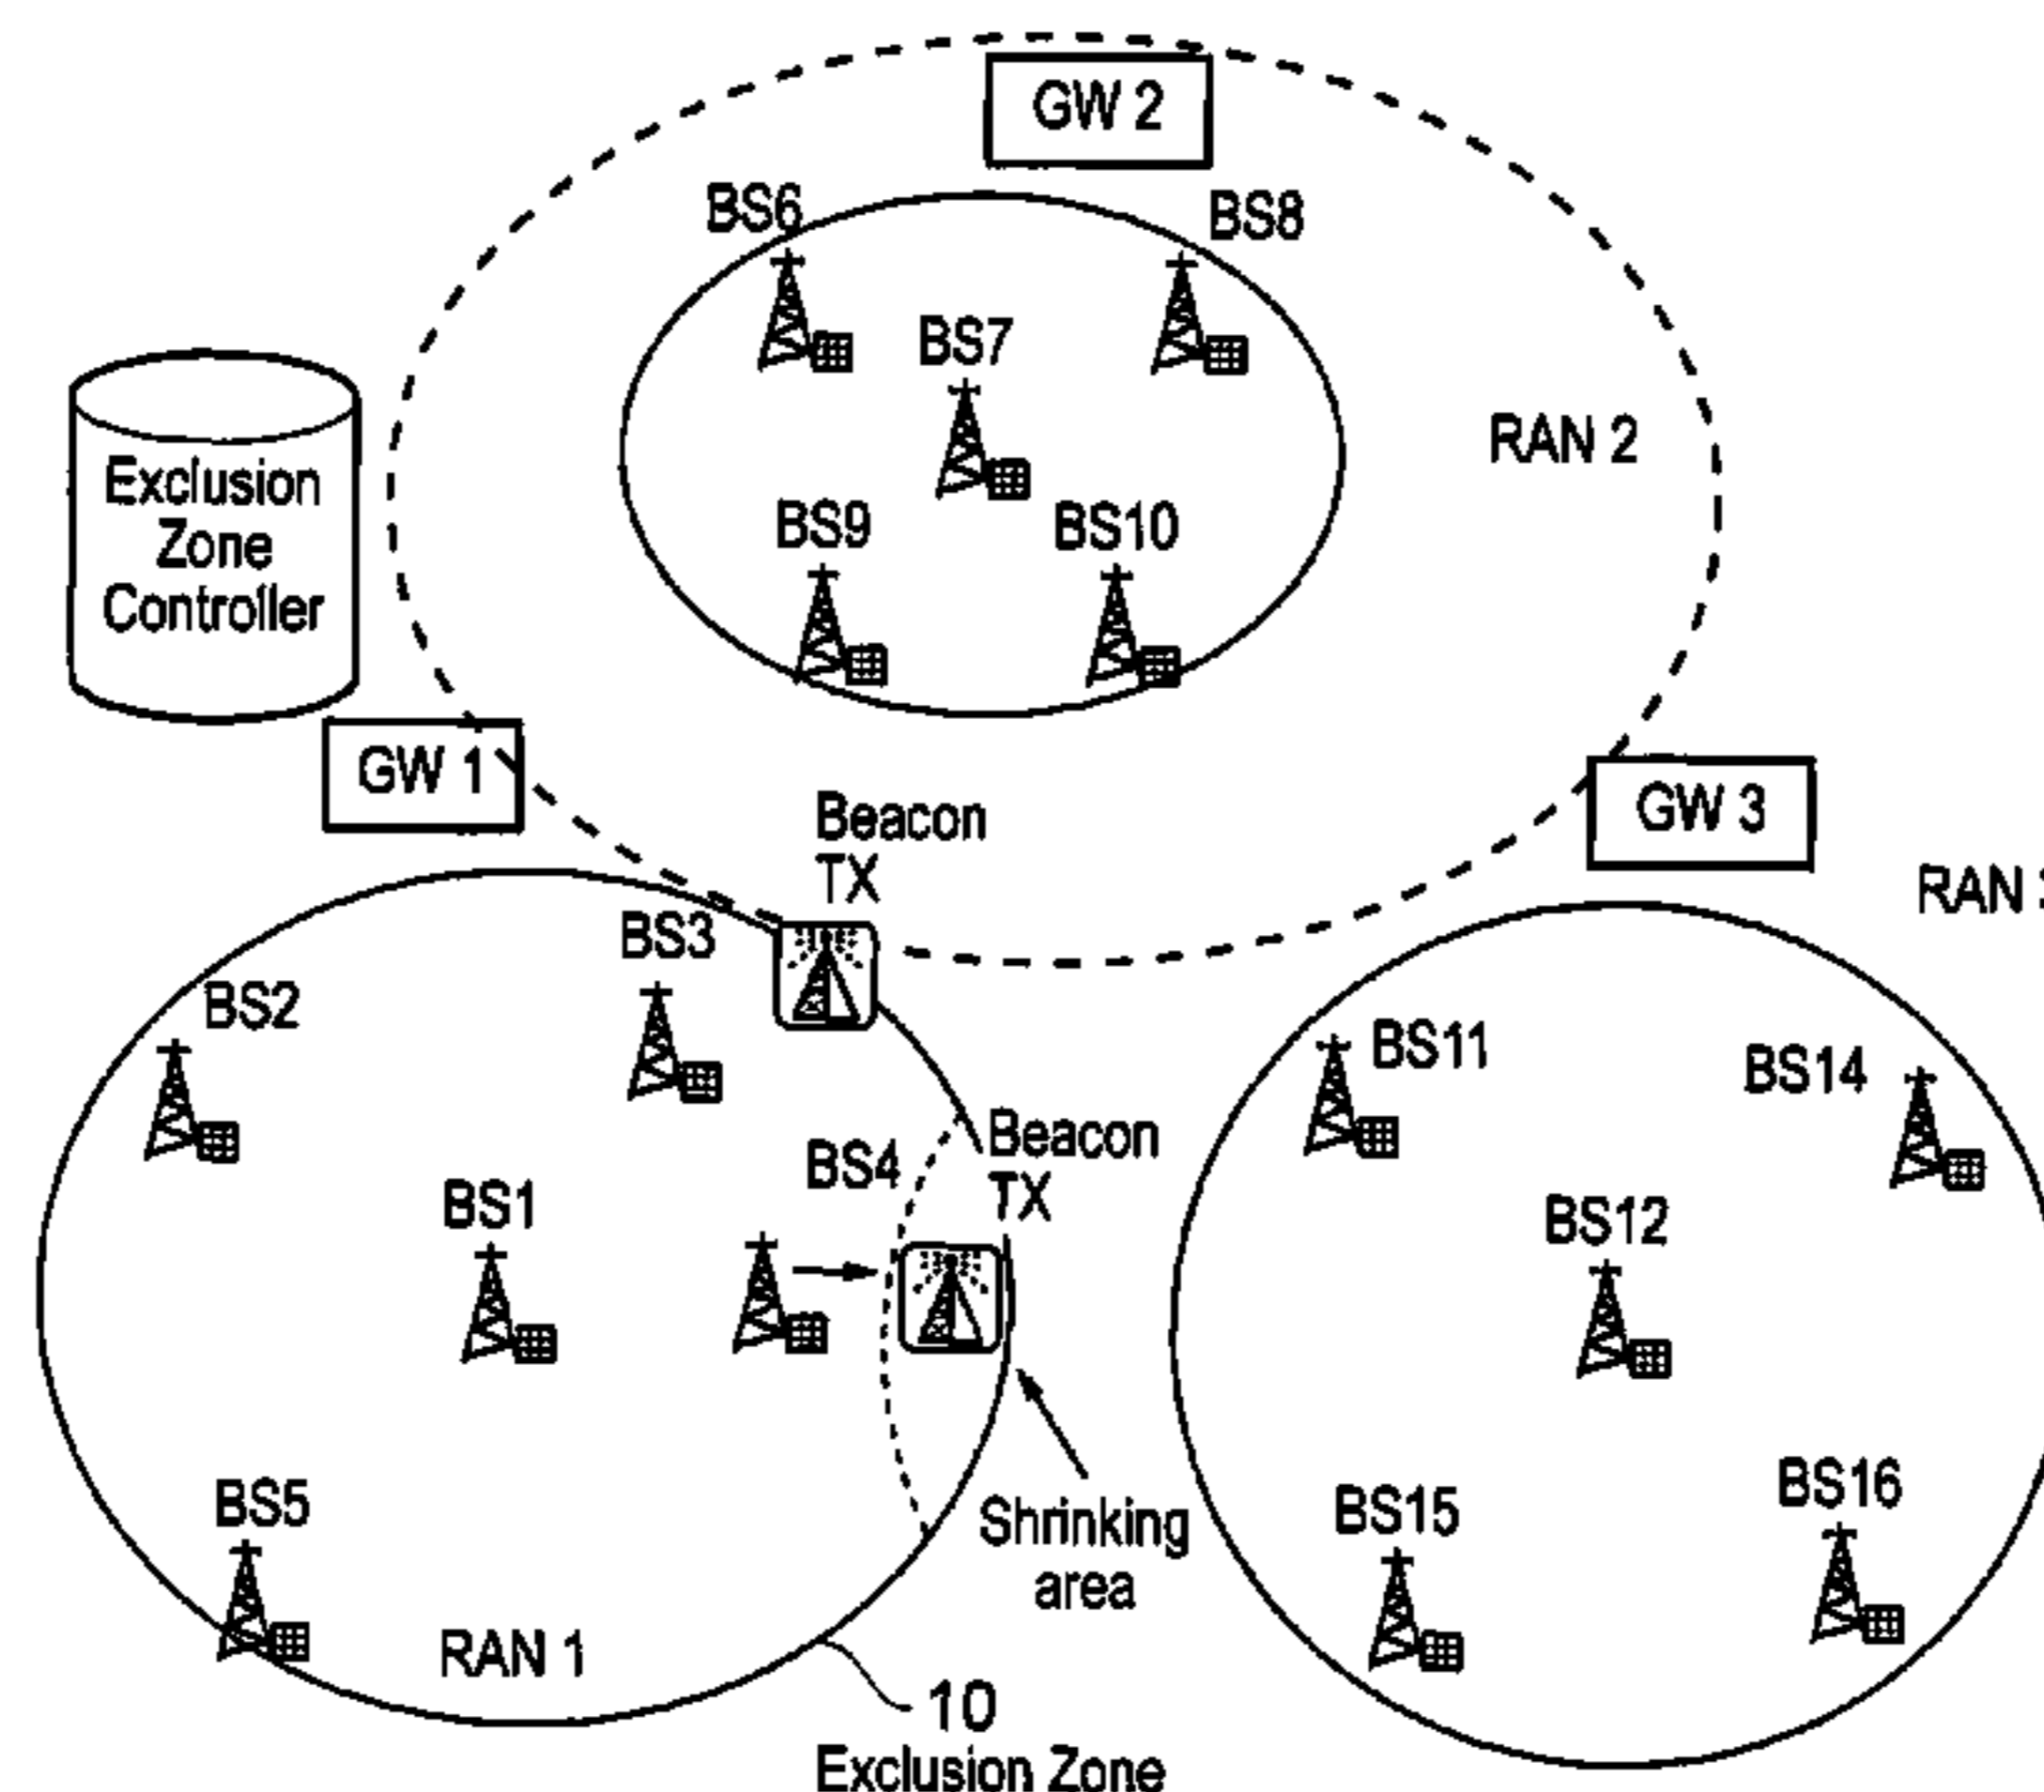 GW 2
BS6
BS8
BS7
RAN 2
Exclusion
Zone
Controller
BS9
BS10
GW 1
Beacon
TX
GW 3
RAN
BS3
BS2
BS11
BS14
Beacon
TX
BS4
BS1
BS12
BS5
Shrinking
area
BS15
BS16
RAN 1
10
Exclusion Zone